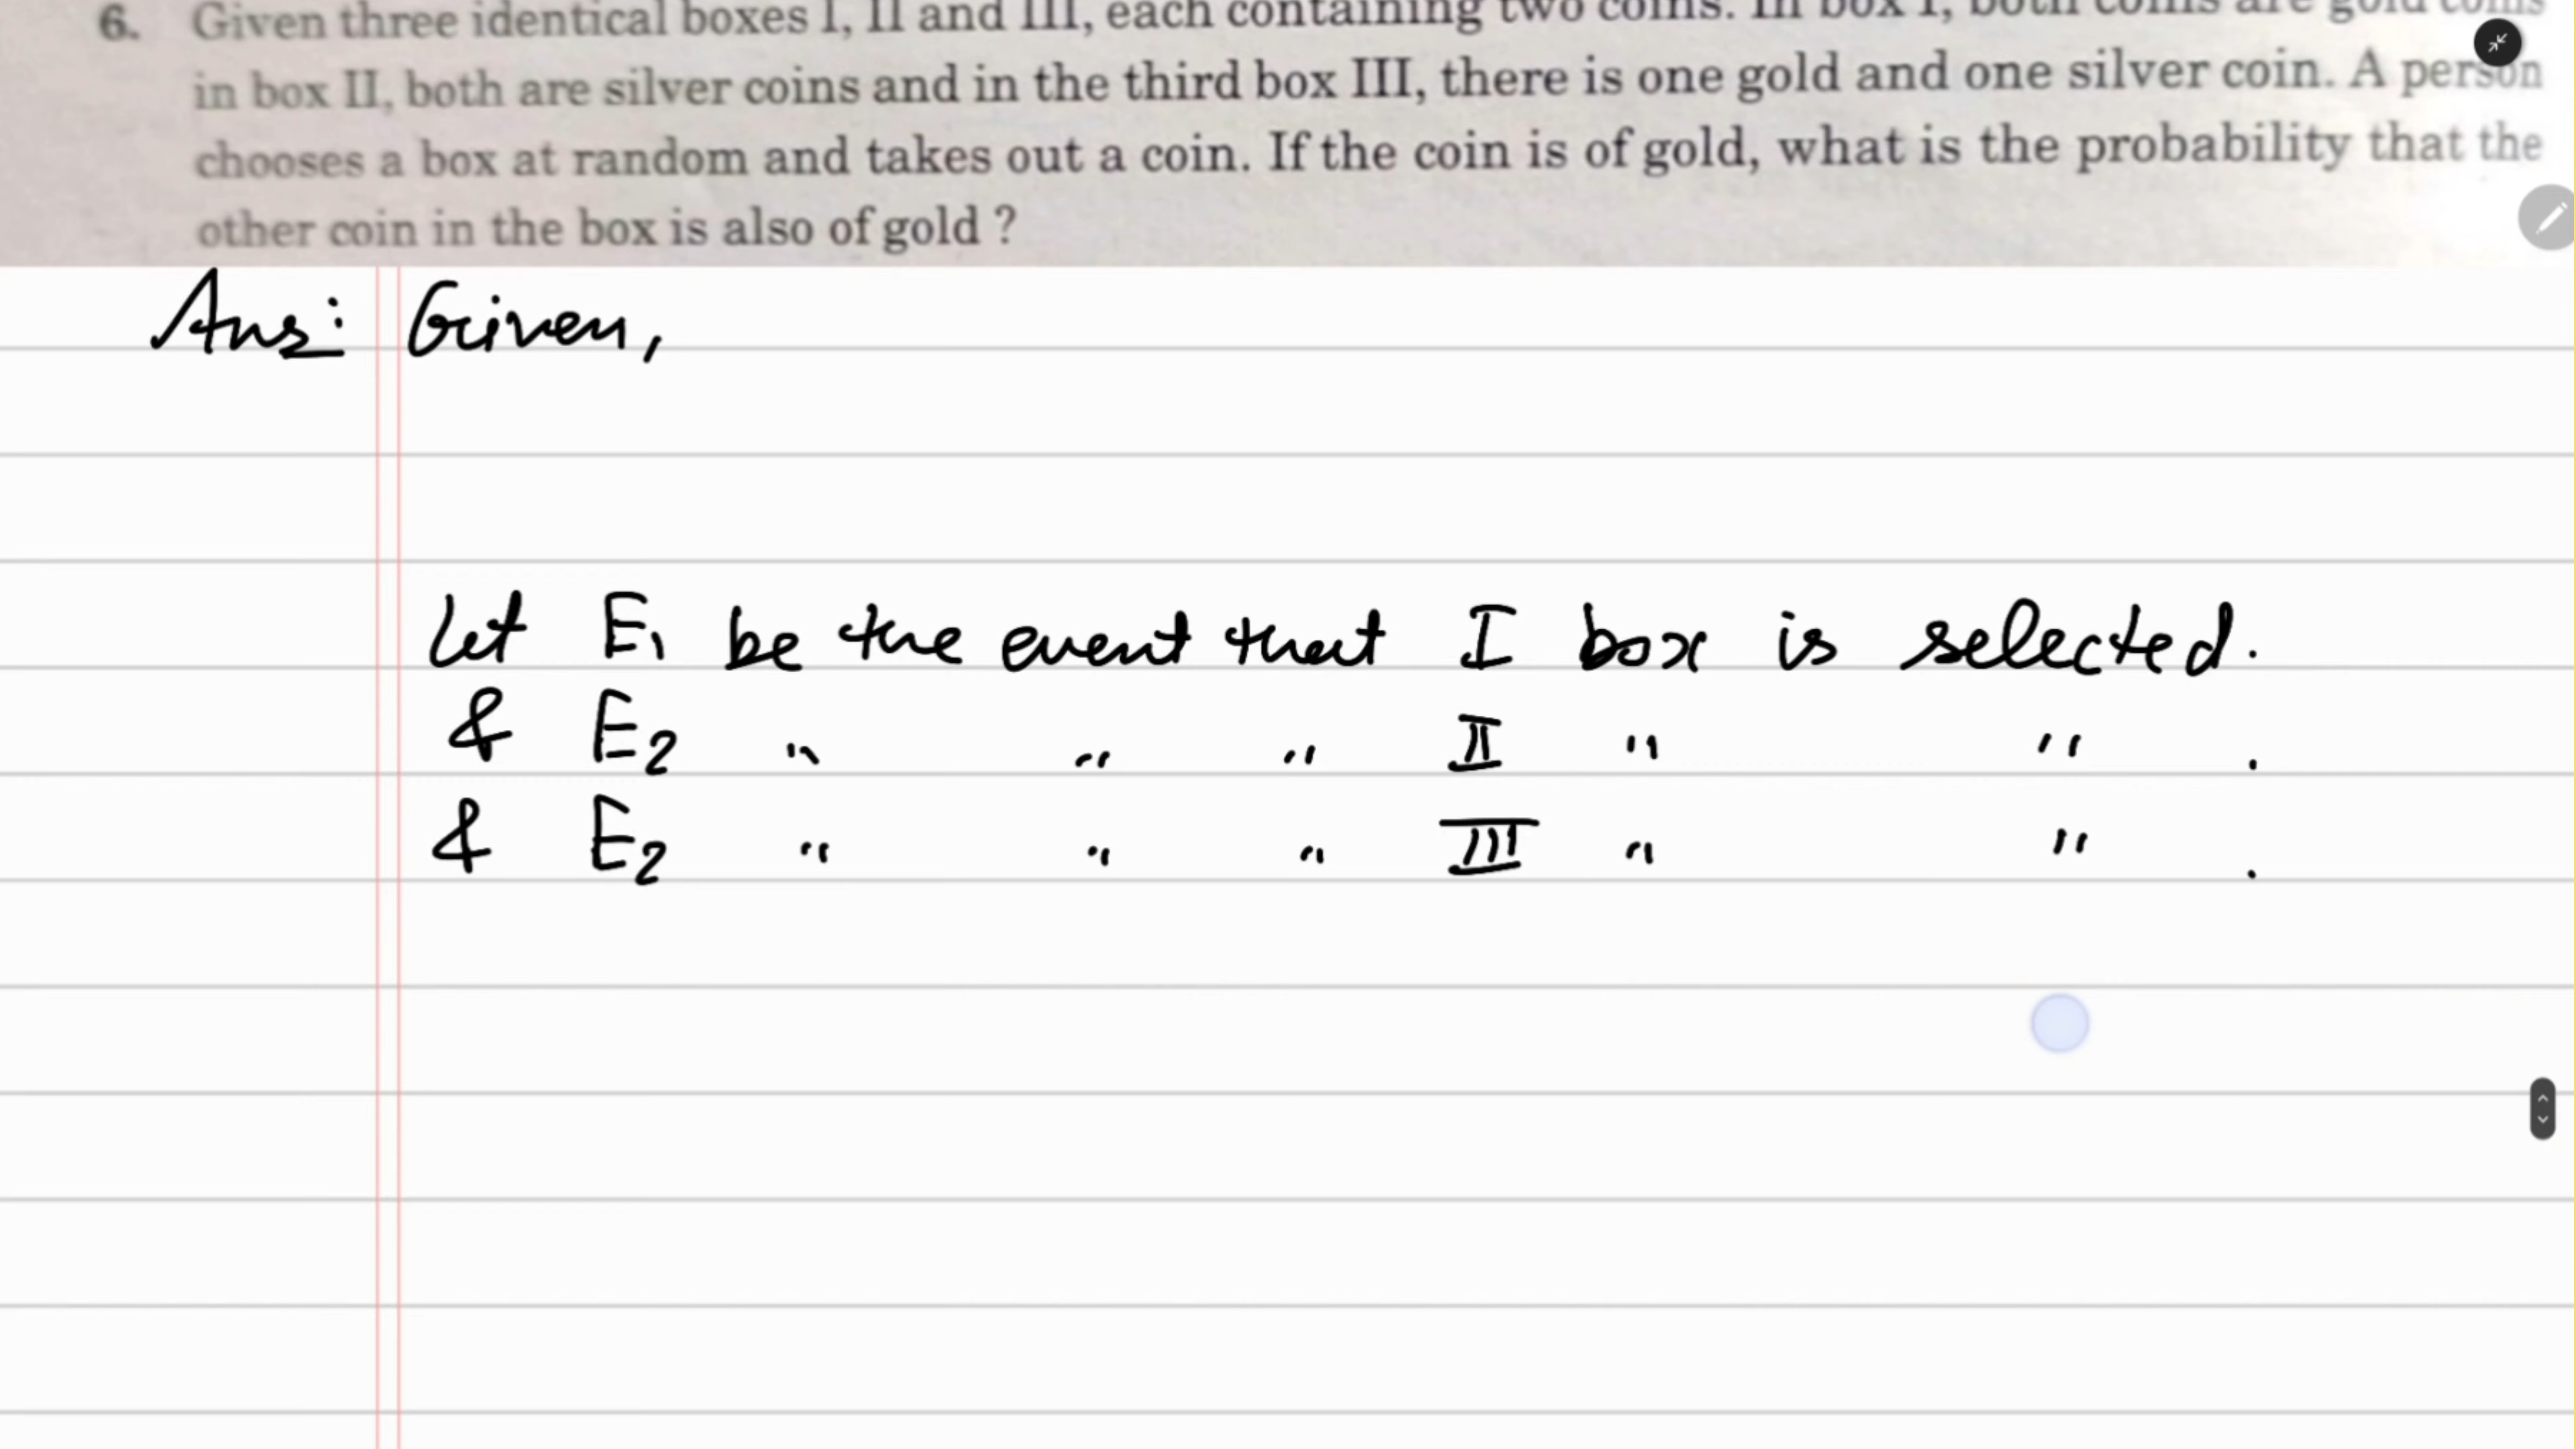 6. Given three identical boxes I, II and III, each containing two coins. In box I, both coins are gold coins
in box II, both are silver coins and in the third box III, there is one gold and one silver coin. A person
chooses a box at random and takes out a coin. If the coin is of gold, what is the probability that the
other coin in the box is also of gold ?
Ans: Given,
Let E₁ be the event that I box is selected.
& E₂ " " " II " " .
& E₂ " " " III " " .